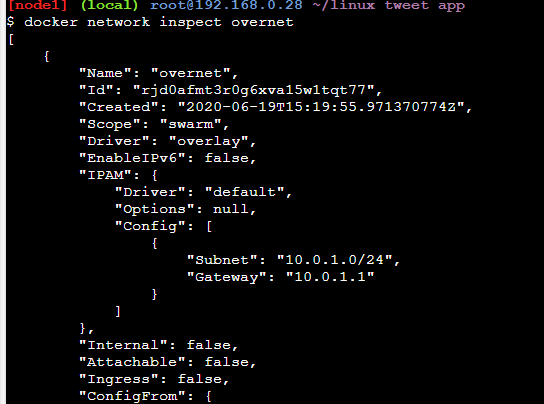 [node1] (local) root@192.168.0.28 ~/linux tweet app
$ docker network inspect overnet
[
    {
        "Name": "overnet",
        "Id": "rjd0afmt3r0g6xva15w1tqt77",
        "Created": "2020-06-19T15:19:55.971370774Z",
        "Scope": "swarm",
        "Driver": "overlay",
        "EnableIPv6": false,
        "IPAM": {
            "Driver": "default",
            "Options": null,
            "Config": [
                {
                    "Subnet": "10.0.1.0/24",
                    "Gateway": "10.0.1.1"
                }
            ]
        },
        "Internal": false,
        "Attachable": false,
        "Ingress": false,
        "ConfigFrom": {